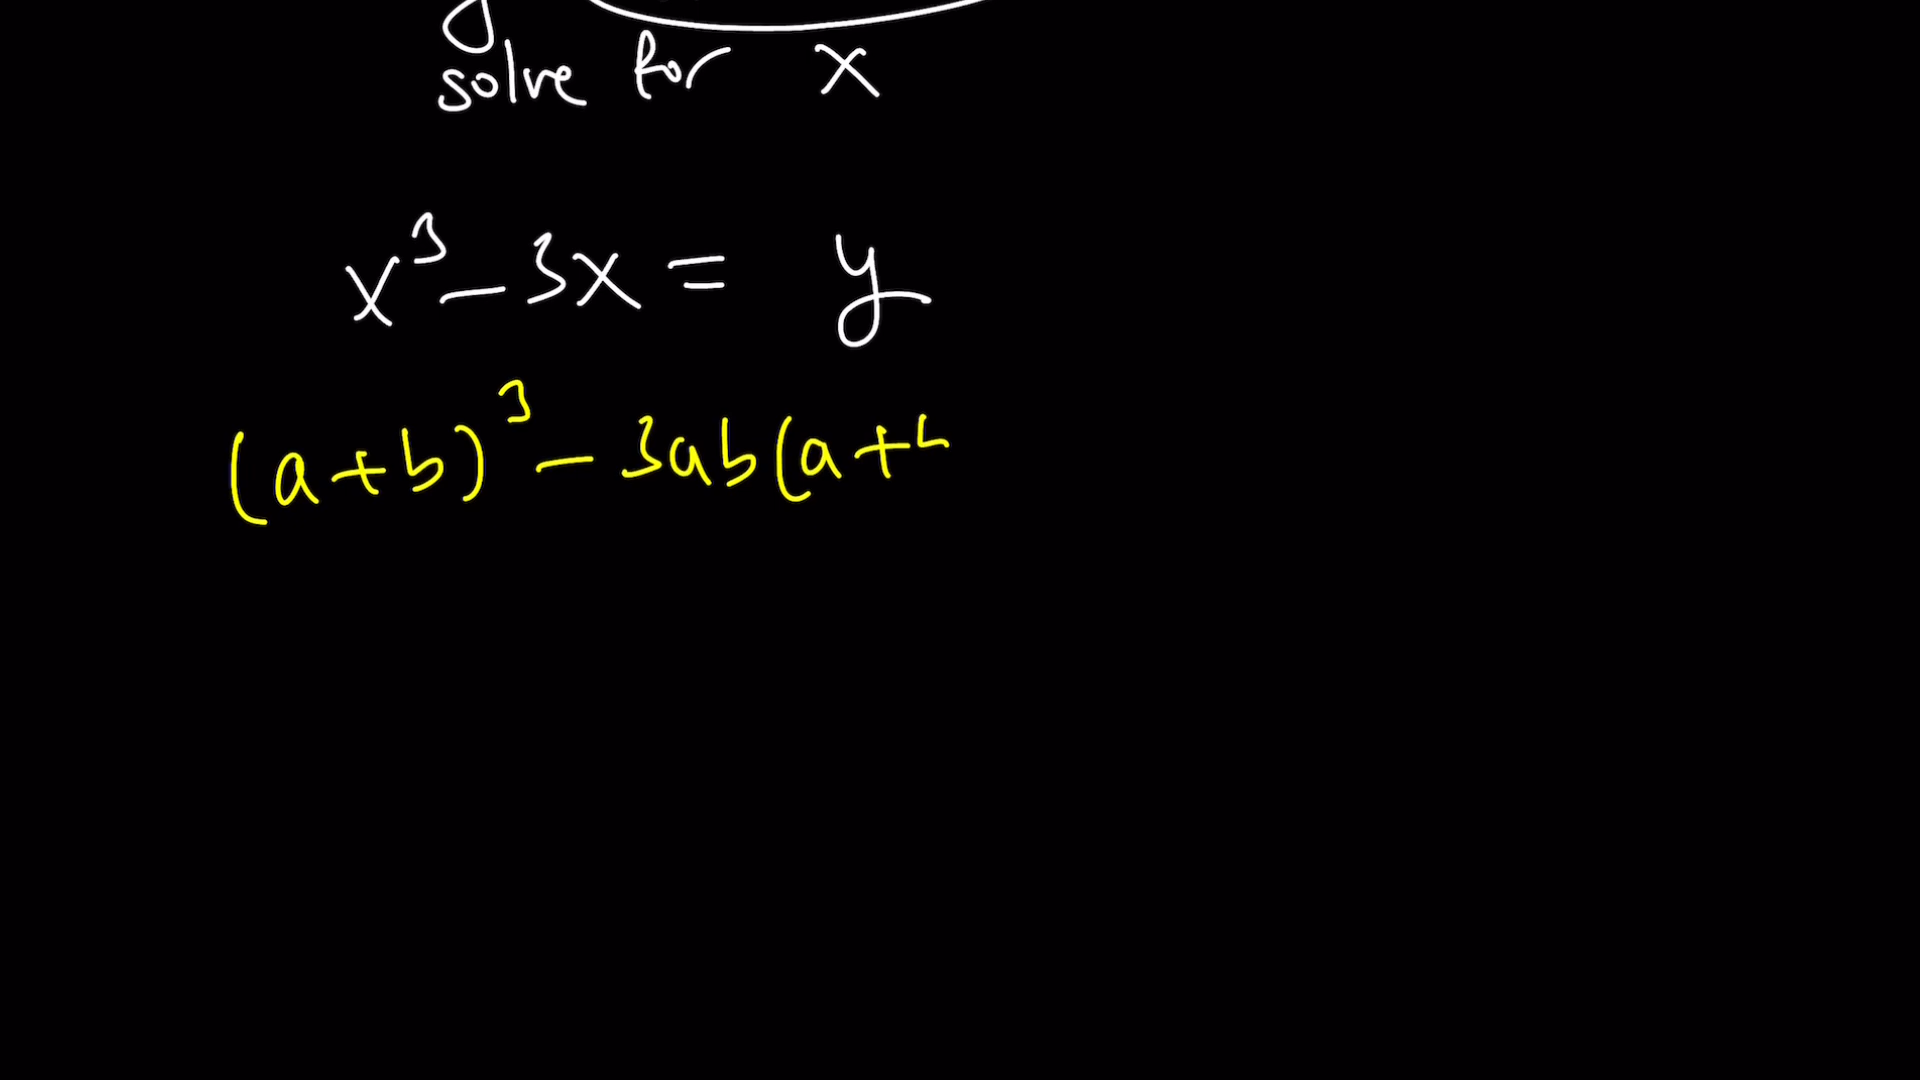 solve for x
x³ - 3x = y
(a+b)³ - 3ab(a+